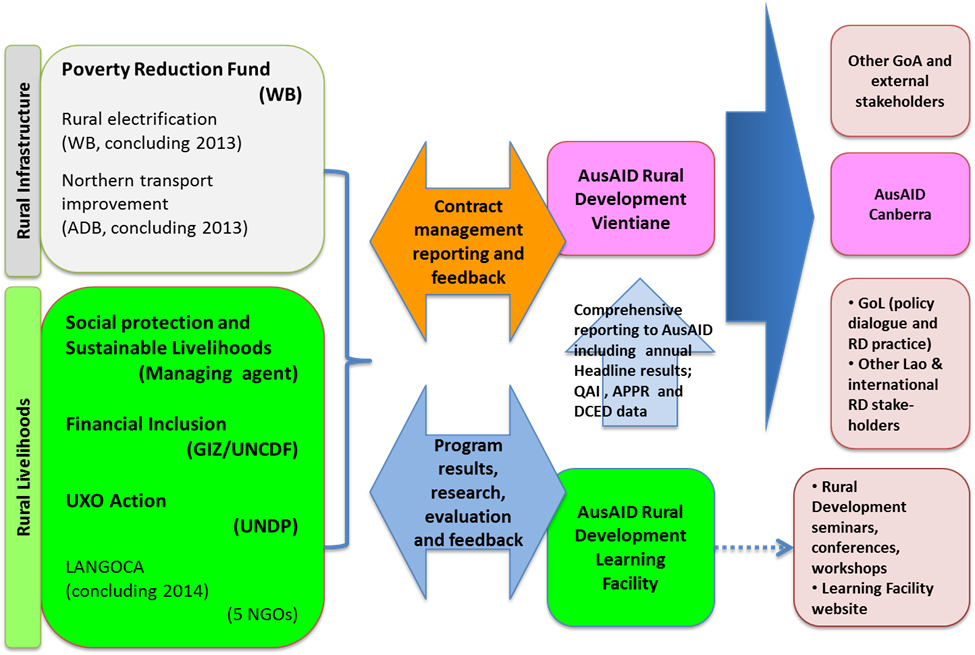 Rural Infrastructure
Poverty Reduction Fund
(WB)
Rural electrification
(WB, concluding 2013)
Northern transport
improvement
(ADB, concluding 2013)
Rural Livelihoods
Social protection and
Sustainable Livelihoods
(Managing agent)
Financial Inclusion
(GIZ/UNCDF)
UXO Action
(UNDP)
LANGOCA
(concluding 2014)
(5 NGOs)
Contract
management
reporting and
feedback
Program
results,
research,
evaluation
and feedback
AusAID Rural
Development
Vientiane
Comprehensive
reporting to AusAID
including annual
Headline results;
QAI , APPR and
DCED data
AusAID Rural
Development
Learning
Facility
Other GoA and
external
stakeholders
AusAID
Canberra
• GoL (policy
dialogue and
RD practice)
• Other Lao &
international
RD stake-
holders
• Rural
Development
seminars,
conferences,
workshops
• Learning Facility
website